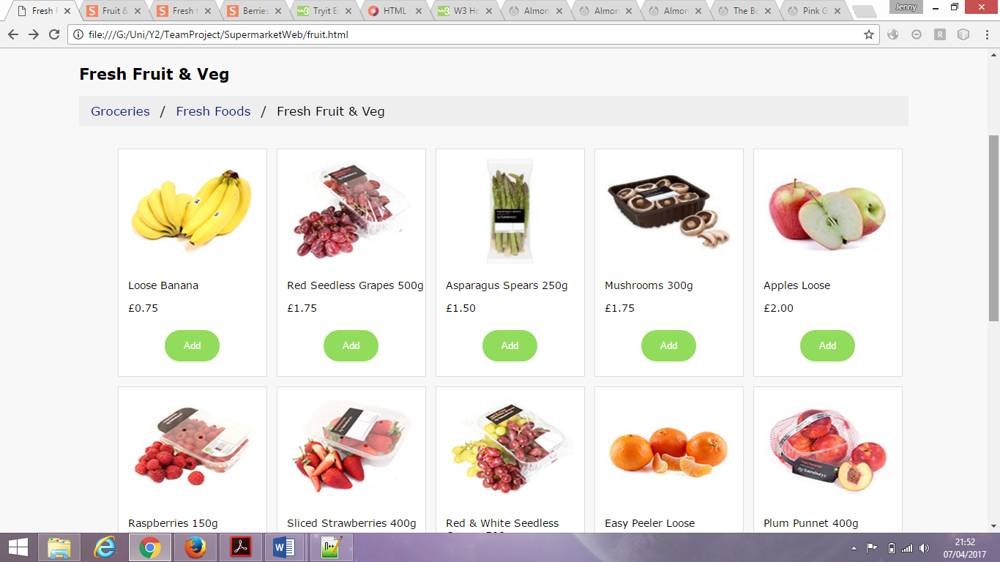 Fresh F
Fruit &
Fresh f
Berries
Tryit Ed
HTML
W3 Ho
Almon
Almon
Almon
The Bo
Pink G
Jenny
file:///G:/Uni/Y2/TeamProject/SupermarketWeb/fruit.html
Fresh Fruit & Veg
Groceries / Fresh Foods / Fresh Fruit & Veg
Loose Banana
£0.75
Add
Red Seedless Grapes 500g
£1.75
Add
Asparagus Spears 250g
£1.50
Add
Mushrooms 300g
£1.75
Add
Apples Loose
£2.00
Add
Raspberries 150g
Sliced Strawberries 400g
Red & White Seedless
Easy Peeler Loose
Plum Punnet 400g
21:52
07/04/2017